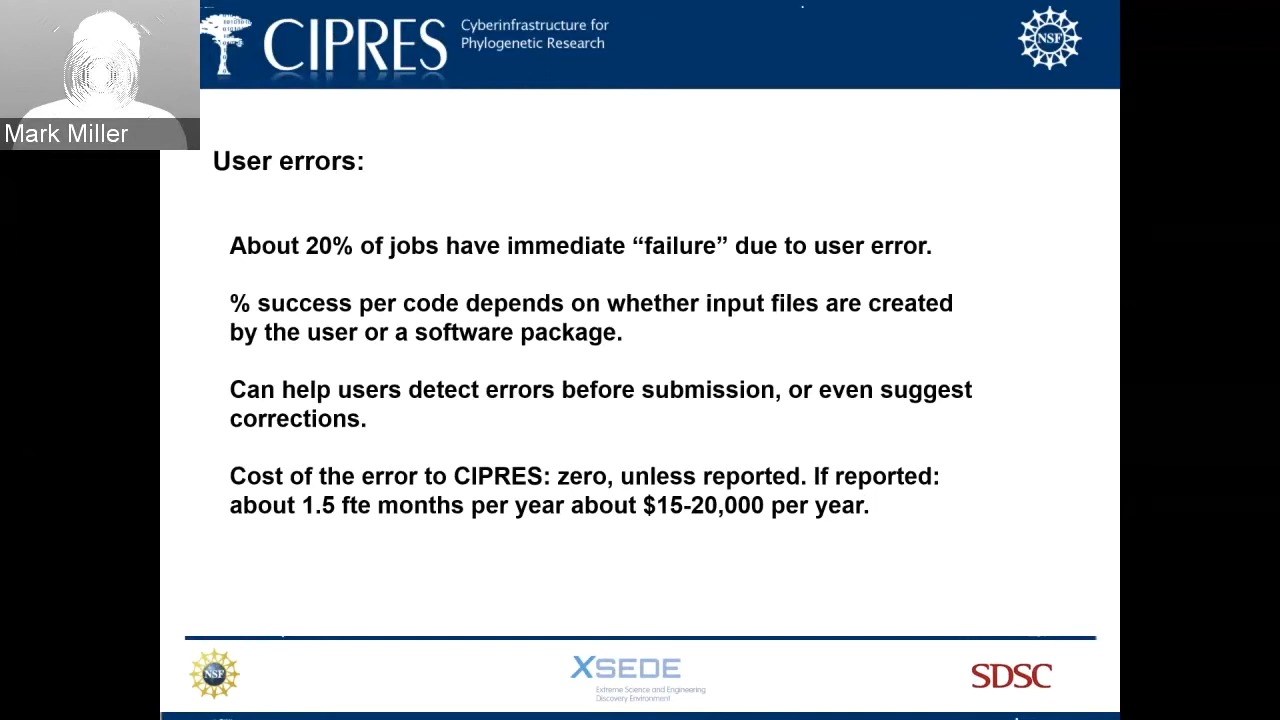 CIPRES
Cyberinfrastructure for
Phylogenetic Research
NSF
Mark Miller
User errors:
About 20% of jobs have immediate “failure” due to user error.
% success per code depends on whether input files are created
by the user or a software package.
Can help users detect errors before submission, or even suggest
corrections.
Cost of the error to CIPRES: zero, unless reported. If reported:
about 1.5 fte months per year about $15-20,000 per year.
NSF
XSEDE
Extreme Science and Engineering
Discovery Environment
SDSC